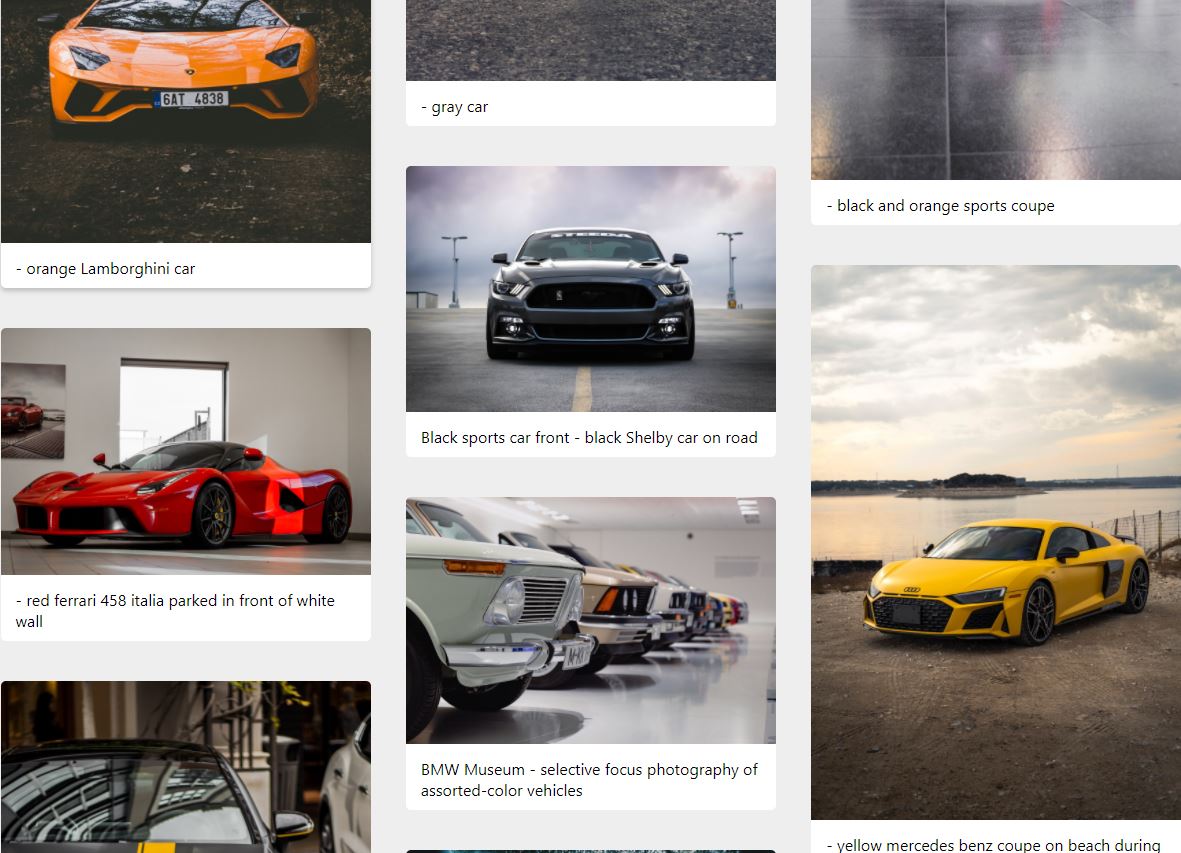 6AT 4838
- orange Lamborghini car
- red ferrari 458 italia parked in front of white
wall
- gray car
STEEDA
Black sports car front - black Shelby car on road
BMW Museum - selective focus photography of
assorted-color vehicles
- black and orange sports coupe
- yellow mercedes benz coupe on beach during